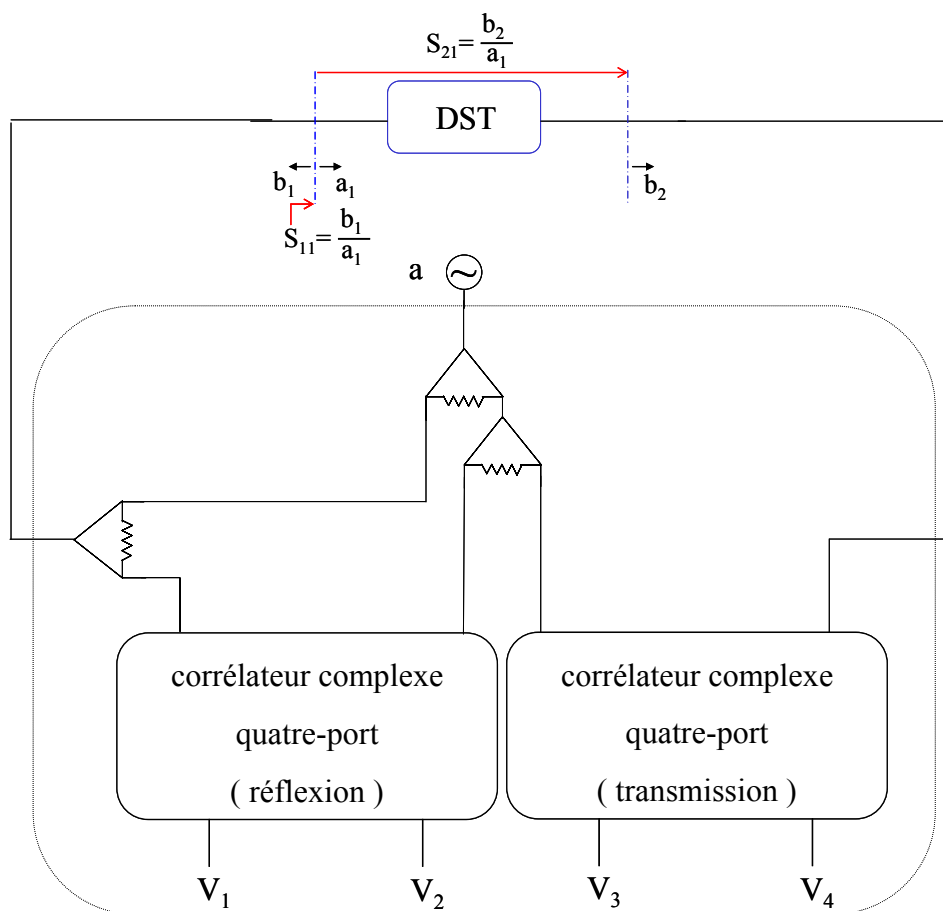 S21= b2/a1
DST
b1
a1
b2
S11= b1/a1
a
~
corrélateur complexe
quatre-port
( réflexion )
corrélateur complexe
quatre-port
( transmission )
V1
V2
V3
V4